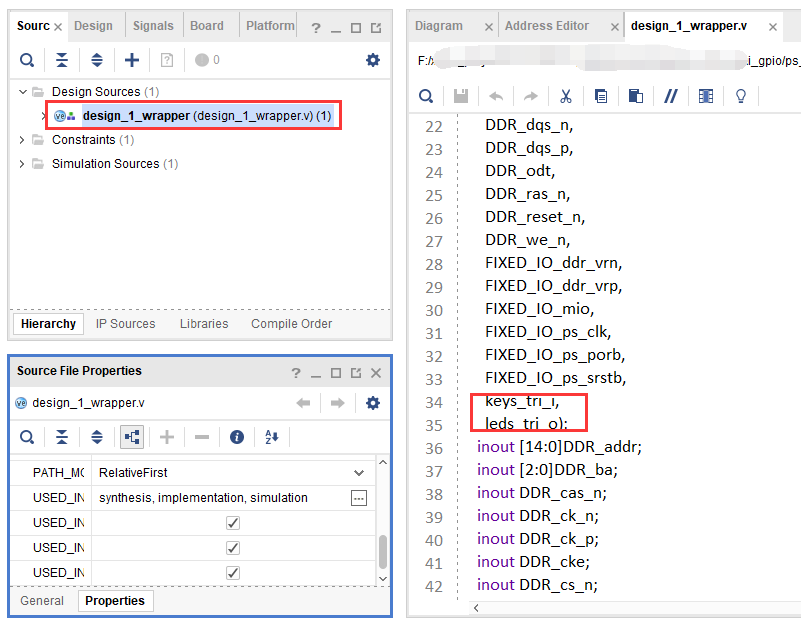 Sourc
Design
Signals
Board
Platform
?
0
Design Sources (1)
design_1_wrapper (design_1_wrapper.v) (1)
Constraints (1)
Simulation Sources (1)
Hierarchy
IP Sources
Libraries
Compile Order
Source File Properties
?
design_1_wrapper.v
PATH_MC RelativeFirst
USED_IN synthesis, implementation, simulation
USED_IN
USED_IN
USED_IN
General
Properties
Diagram
Address Editor
design_1_wrapper.v
F:/
i_gpio/ps_
22 DDR_dqs_n,
23 DDR_dqs_p,
24 DDR_odt,
25 DDR_ras_n,
26 DDR_reset_n,
27 DDR_we_n,
28 FIXED_IO_ddr_vrn,
29 FIXED_IO_ddr_vrp,
30 FIXED_IO_mio,
31 FIXED_IO_ps_clk,
32 FIXED_IO_ps_porb,
33 FIXED_IO_ps_srstb,
34 keys_tri_i,
35 leds_tri_o);
36 inout [14:0]DDR_addr;
37 inout [2:0]DDR_ba;
38 inout DDR_cas_n;
39 inout DDR_ck_n;
40 inout DDR_ck_p;
41 inout DDR_cke;
42 inout DDR_cs_n;